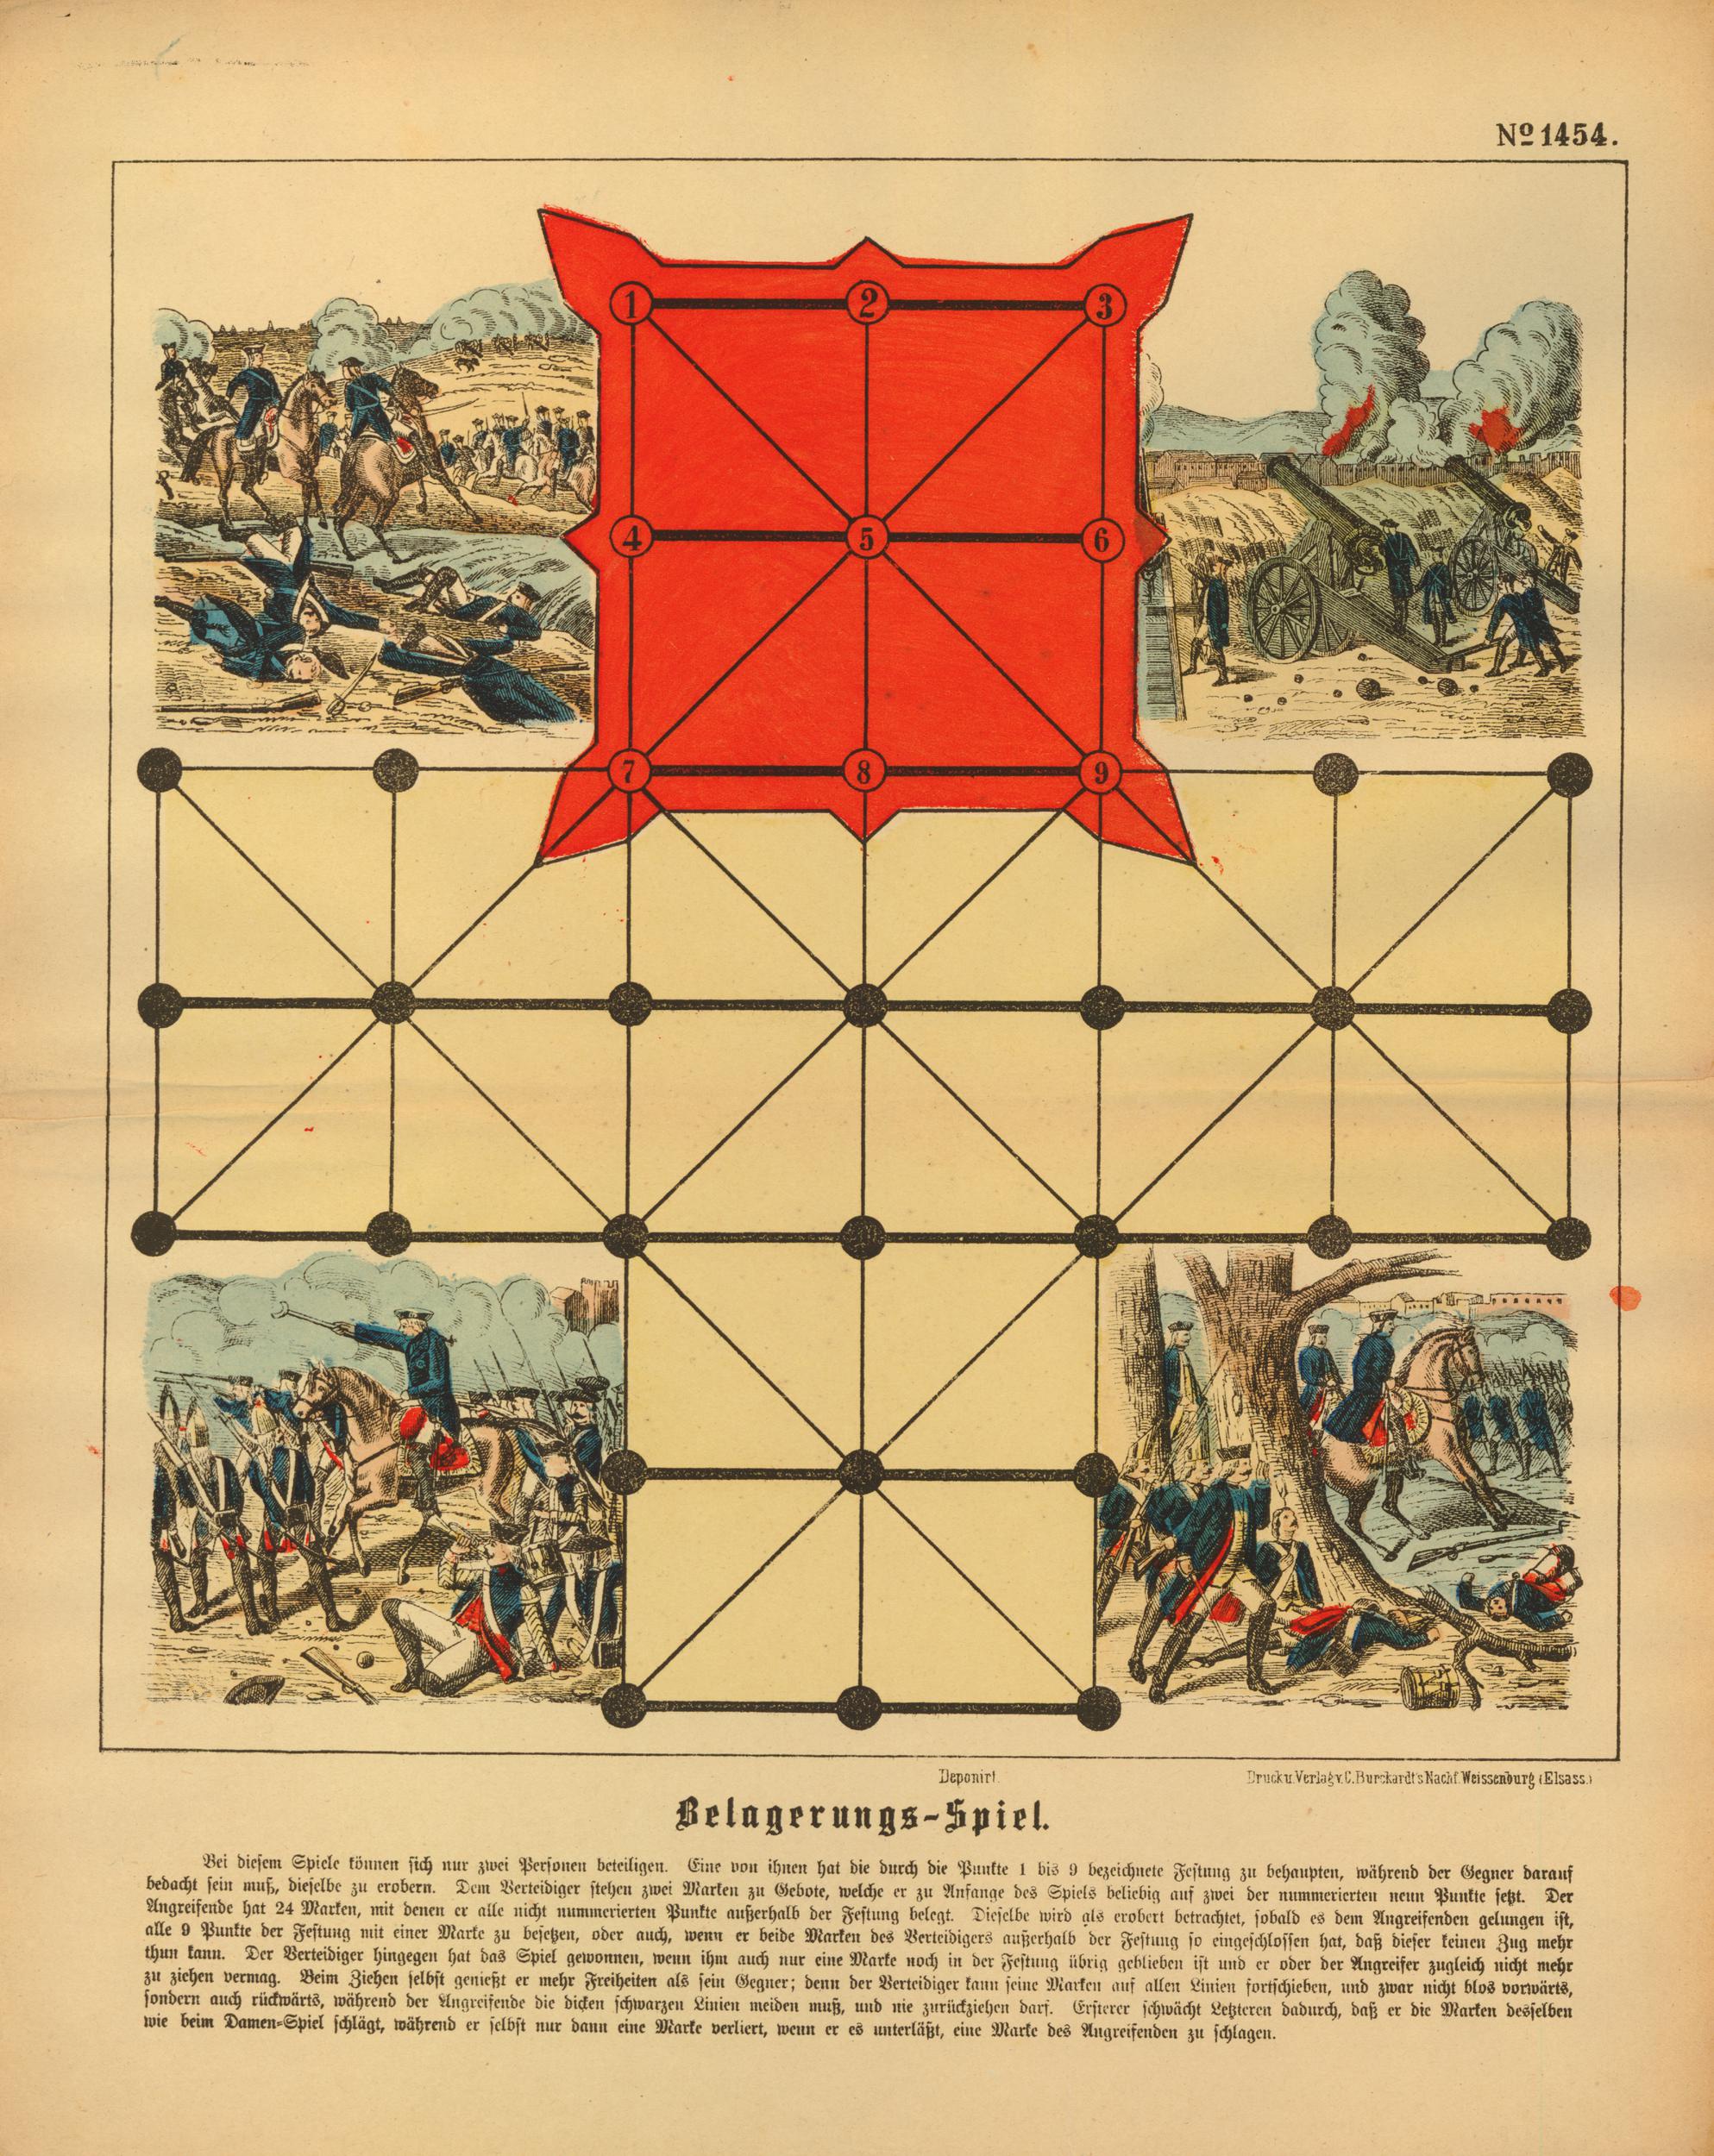 Nº 1454.
1 2 3
4 5 6
7 8 9
Deponirt.
Druck u. Verlag v. C. Burckardt's Nachf. Weissenburg (Elsass.)
Belagerungs-Spiel.
Bei diesem Spiele können sich nur zwei Personen beteiligen. Eine von ihnen hat die durch die Punkte 1 bis 9 bezeichnete Festung zu behaupten, während der Gegner darauf
bedacht sein muß, dieselbe zu erobern. Dem Verteidiger stehen zwei Marken zu Gebote, welche er zu Anfange des Spiels beliebig auf zwei der nummerierten neun Punkte setzt. Der
Angreifende hat 24 Marken, mit denen er alle nicht nummerierten Punkte außerhalb der Festung belegt. Dieselbe wird als erobert betrachtet, sobald es dem Angreifenden gelungen ist,
alle 9 Punkte der Festung mit einer Marke zu besetzen, oder auch, wenn er beide Marken des Verteidigers außerhalb der Festung so eingeschlossen hat, daß dieser keinen Zug mehr
thun kann. Der Verteidiger hingegen hat das Spiel gewonnen, wenn ihm auch nur eine Marke noch in der Festung übrig geblieben ist und er oder der Angreifer zugleich nicht mehr
zu ziehen vermag. Beim Ziehen selbst genießt er mehr Freiheiten als sein Gegner; denn der Verteidiger kann seine Marken auf allen Linien fortschieben, und zwar nicht blos vorwärts,
sondern auch rückwärts, während der Angreifende die dicken schwarzen Linien meiden muß, und nie zurückziehen darf. Ersterer schwächt Letzteren dadurch, daß er die Marken desselben
wie beim Damen-Spiel schlägt, während er selbst nur dann eine Marke verliert, wenn er es unterläßt, eine Marke des Angreifenden zu schlagen.